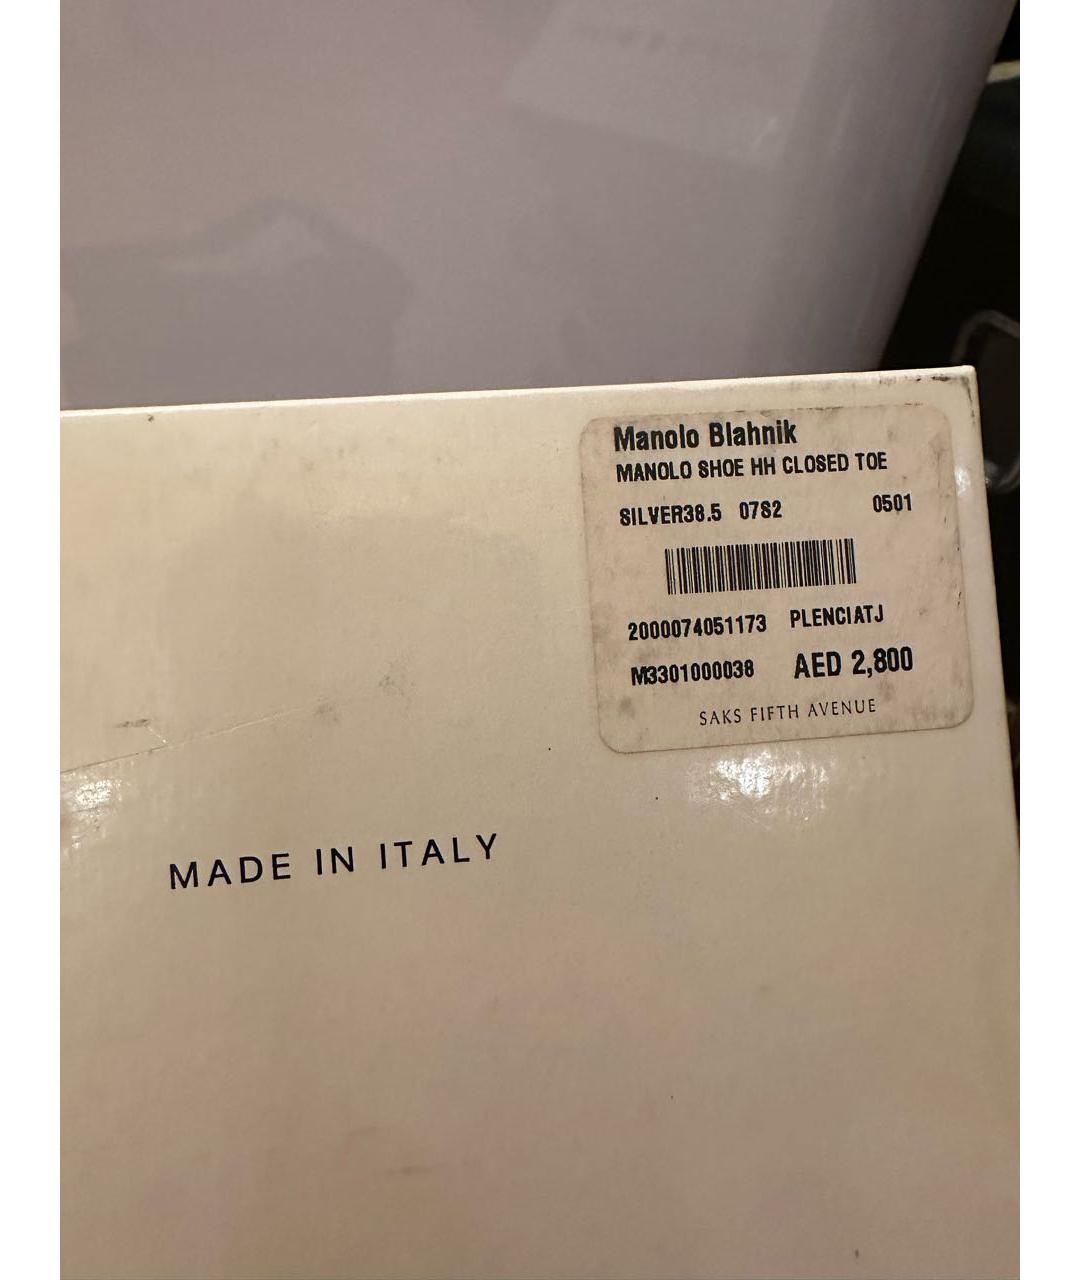 Manolo Blahnik
MANOLO SHOE HH CLOSED TOE
SILVER38.5 07S2 0501
2000074051173 PLENCIATJ
M3301000038 AED 2,800
SAKS FIFTH AVENUE
MADE IN ITALY